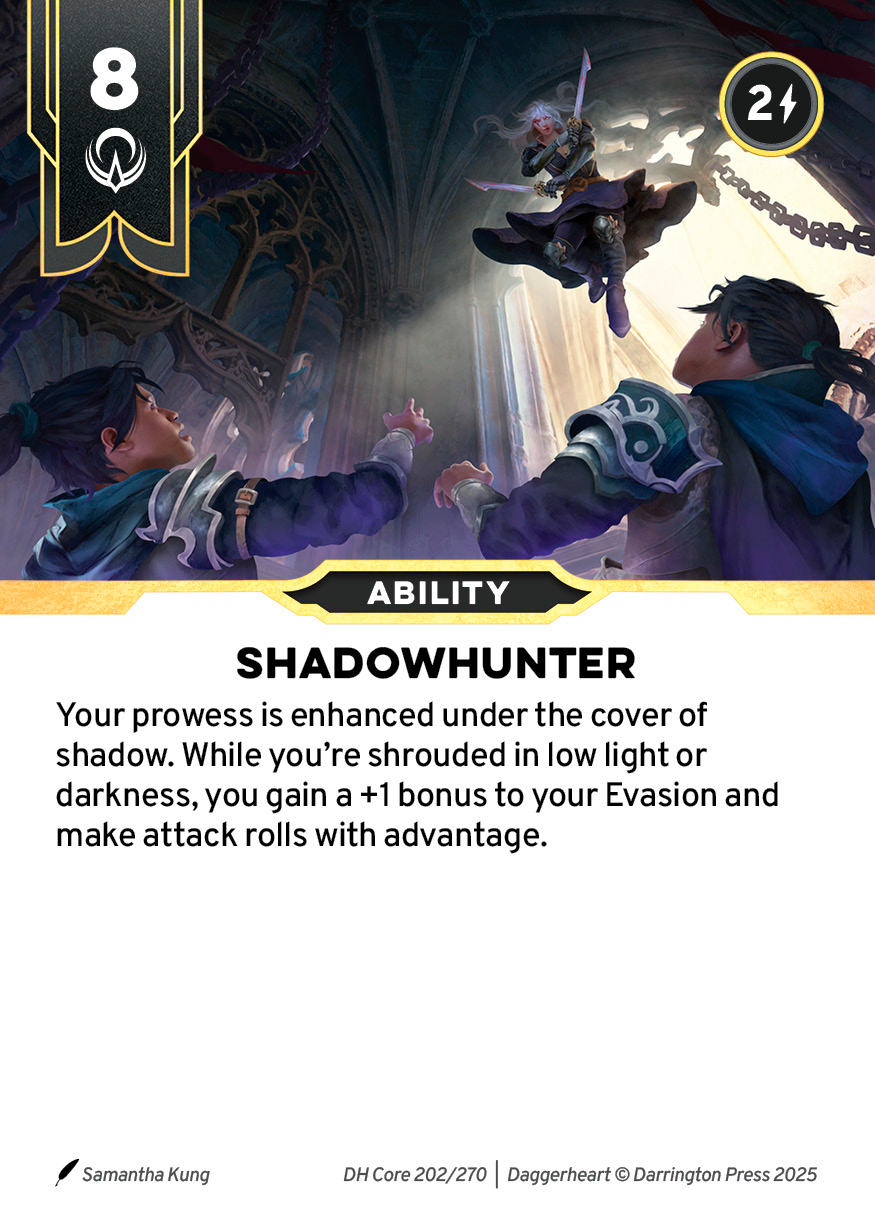 8
2
ABILITY
SHADOWHUNTER
Your prowess is enhanced under the cover of
shadow. While you’re shrouded in low light or
darkness, you gain a +1 bonus to your Evasion and
make attack rolls with advantage.
Samantha Kung
DH Core 202/270 | Daggerheart © Darrington Press 2025